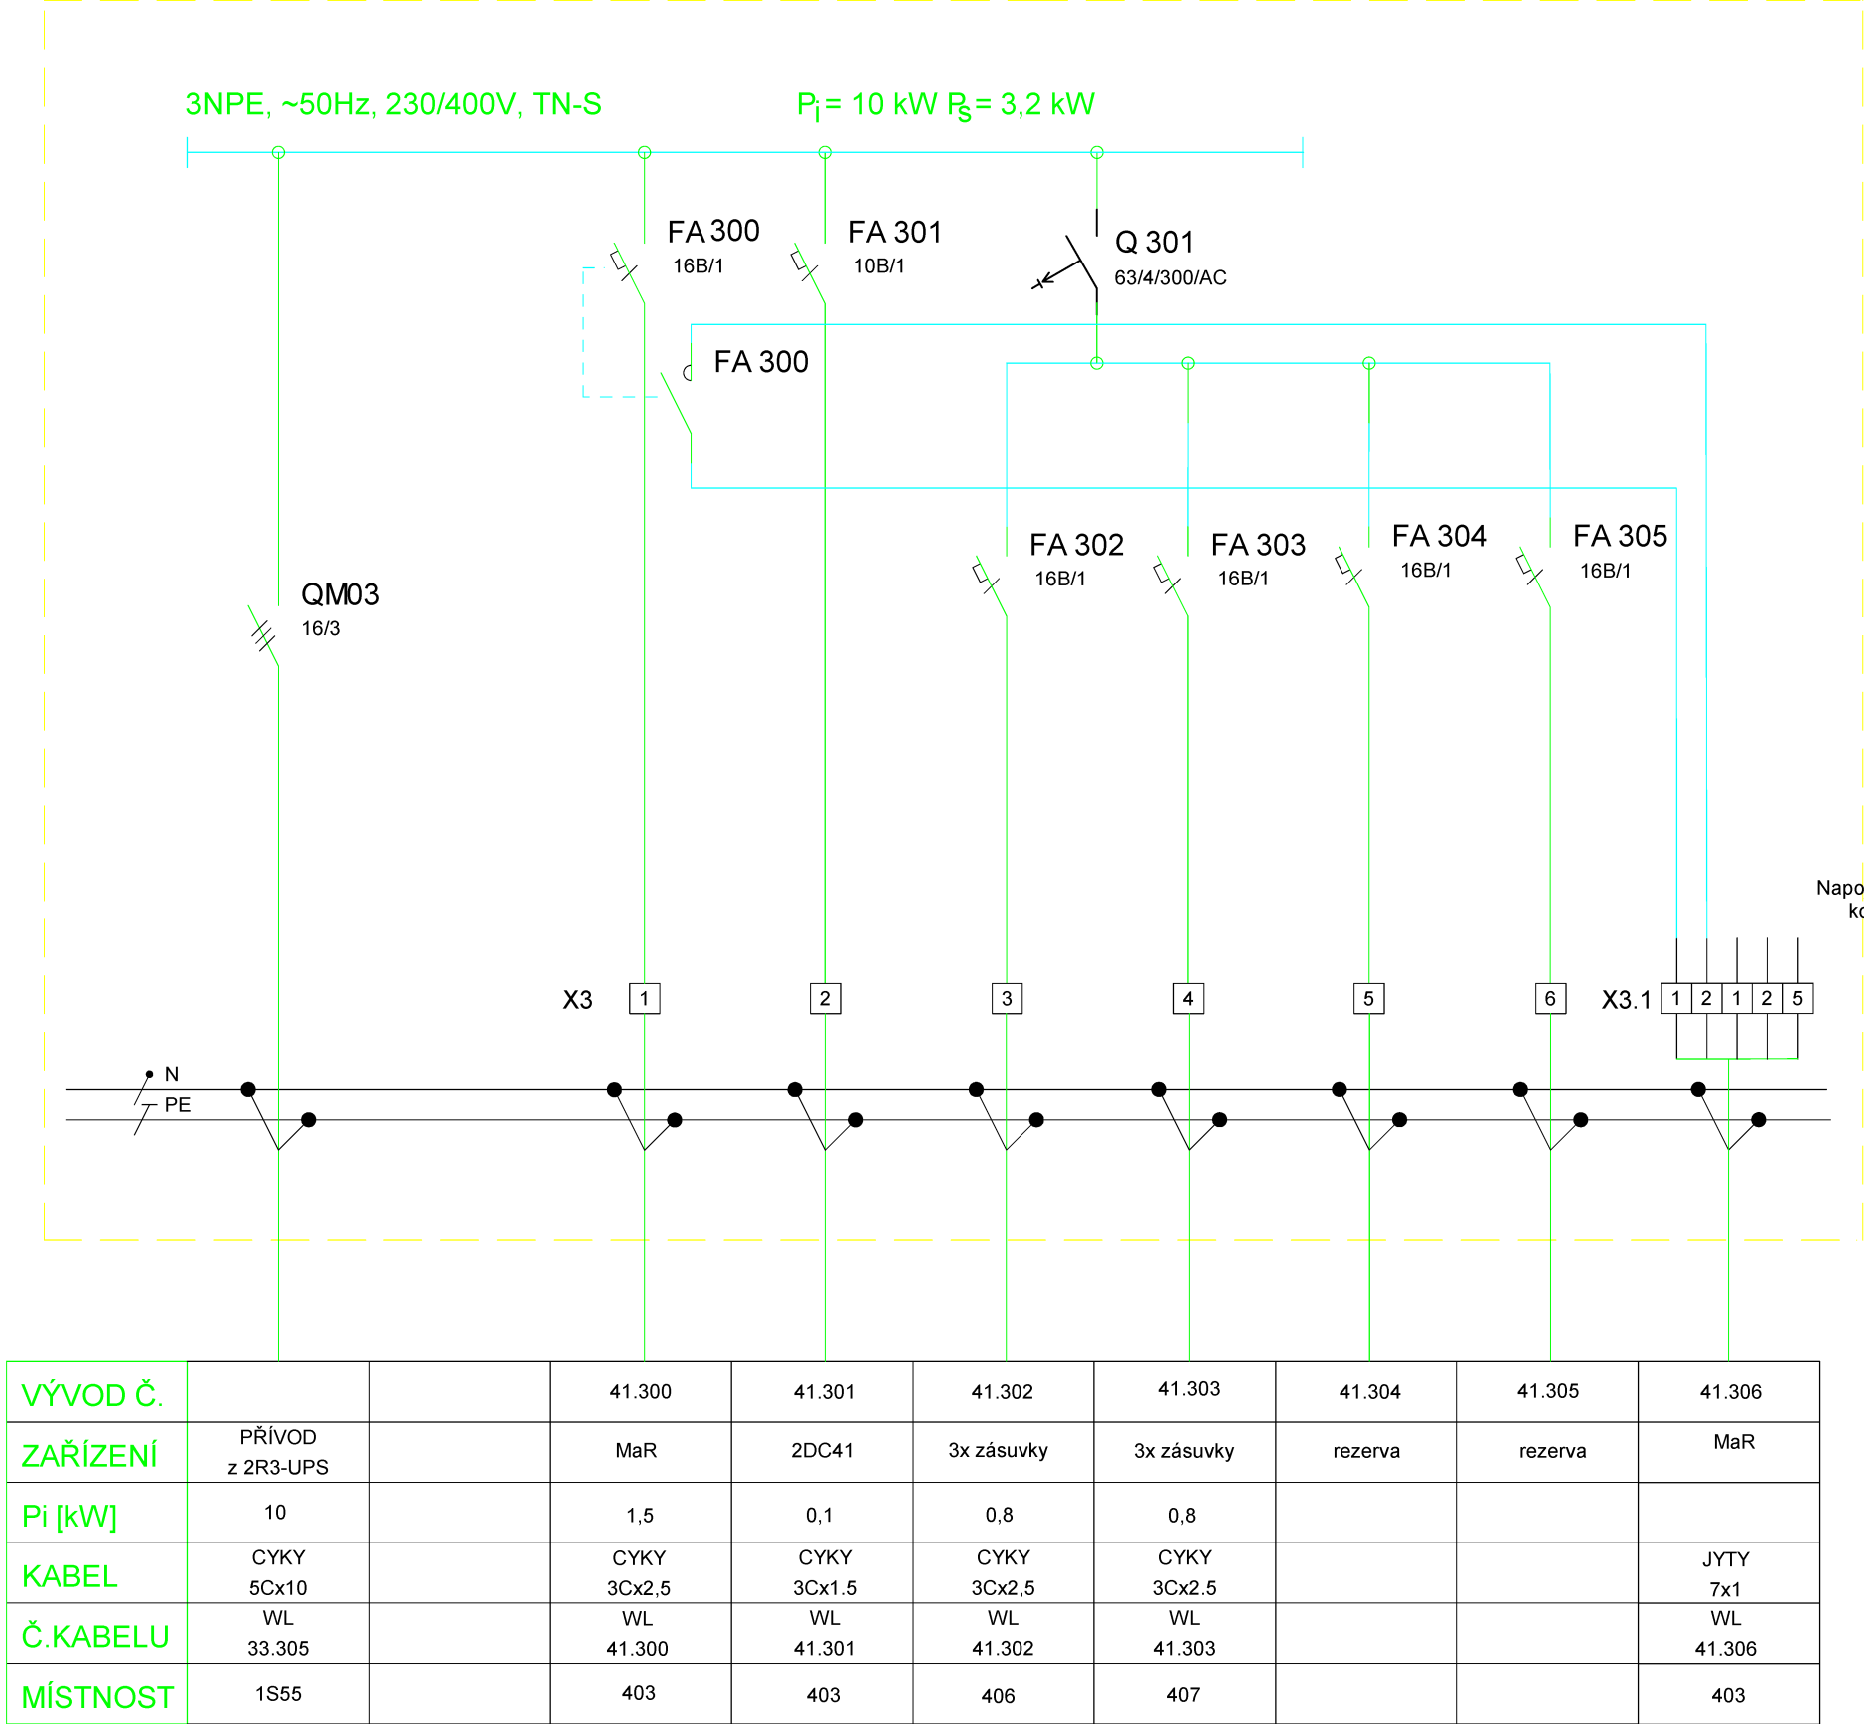 3NPE, ~50Hz, 230/400V, TN-S
Pi = 10 kW Ps = 3,2 kW
FA 300
16B/1
FA 301
10B/1
Q 301
63/4/300/AC
FA 300
FA 302
16B/1
FA 303
16B/1
FA 304
16B/1
FA 305
16B/1
QM03
16/3
X3 1 2 3 4 5 6 X3.1 1 2 1 2 5
N
PE
VÝVOD Č. 41.300 41.301 41.302 41.303 41.304 41.305 41.306
ZAŘÍZENÍ PŘÍVOD z 2R3-UPS MaR 2DC41 3x zásuvky 3x zásuvky rezerva rezerva MaR
Pi [kW] 10 1,5 0,1 0,8 0,8
KABEL CYKY 5Cx10 CYKY 3Cx2,5 CYKY 3Cx1.5 CYKY 3Cx2,5 CYKY 3Cx2.5 JYTY 7x1
Č.KABELU WL 33.305 WL 41.300 WL 41.301 WL 41.302 WL 41.303 WL 41.306
MÍSTNOST 1S55 403 403 406 407 403